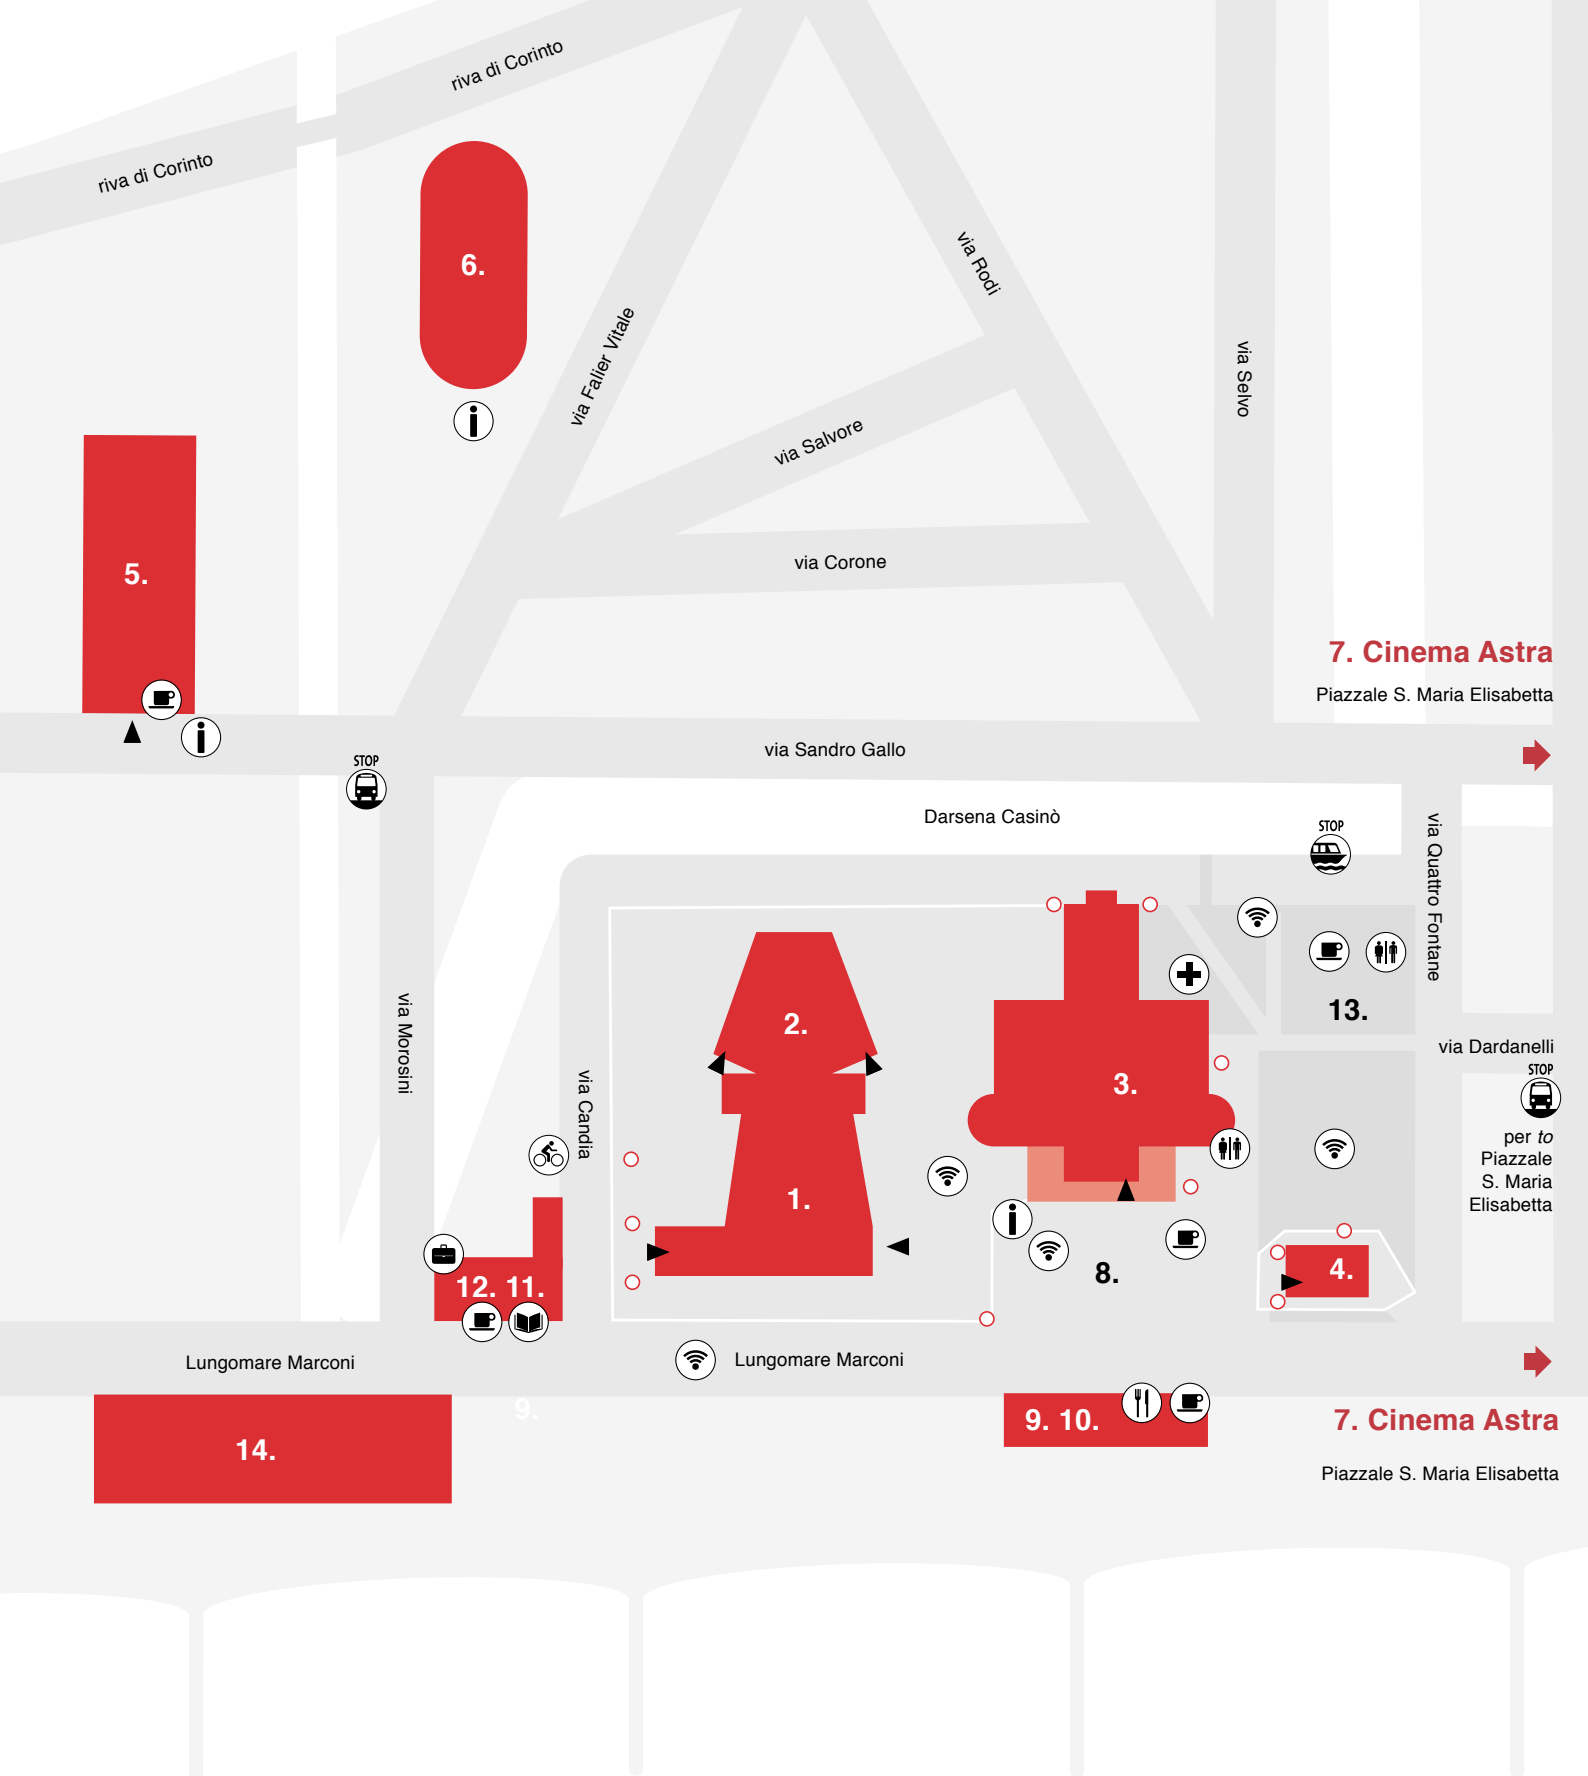 riva di Corinto
riva di Corinto
6.
via Rodi
via Falier Vitale
via Selvo
via Salvore
via Corone
5.
7. Cinema Astra
Piazzale S. Maria Elisabetta
via Sandro Gallo
STOP
Darsena Casinò
STOP
via Quattro Fontane
via Morosini
2.
13.
via Dardanelli
STOP
via Candia
3.
per to
Piazzale
S. Maria
Elisabetta
1.
8.
4.
12. 11.
Lungomare Marconi
Lungomare Marconi
9.
9. 10.
7. Cinema Astra
14.
Piazzale S. Maria Elisabetta